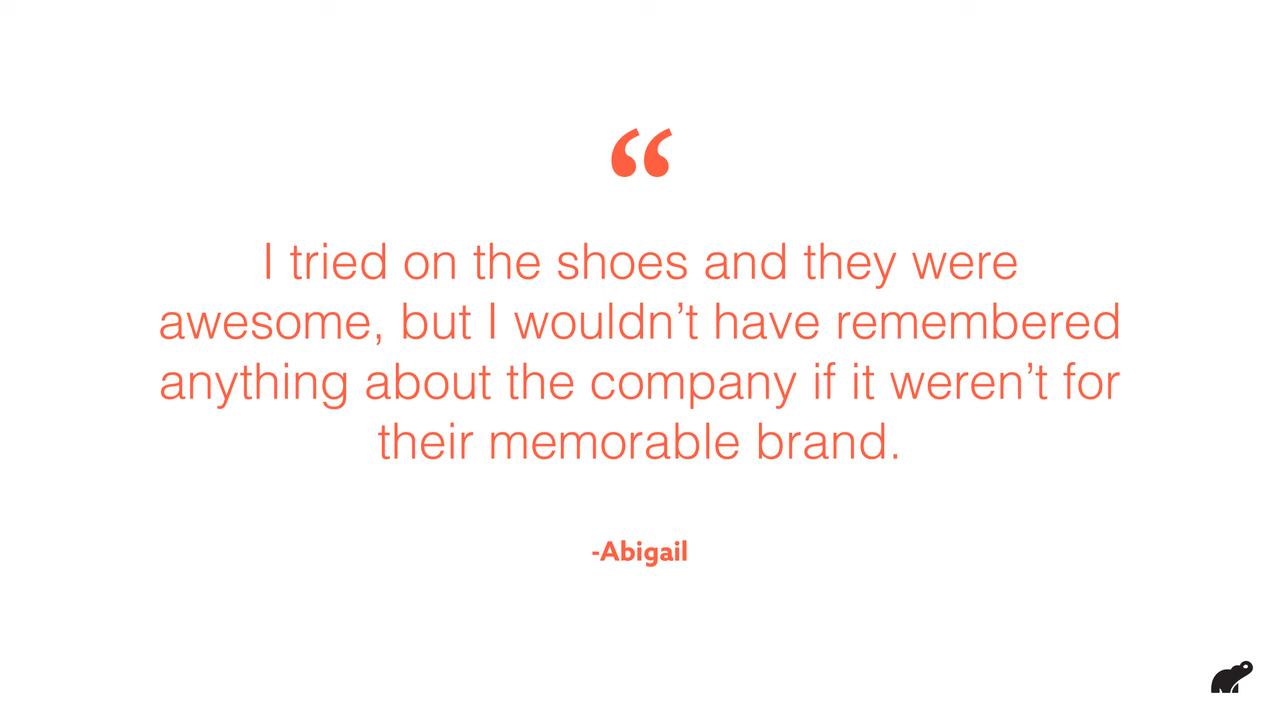 “
I tried on the shoes and they were
awesome, but I wouldn’t have remembered
anything about the company if it weren’t for
their memorable brand.
-Abigail